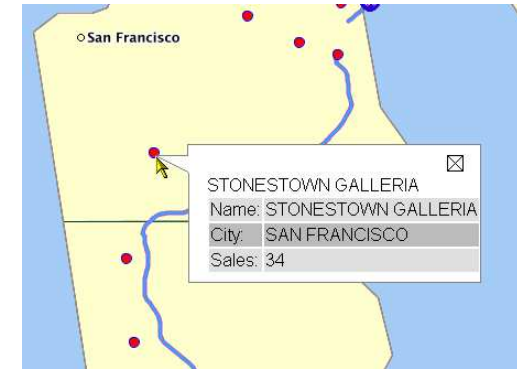 San Francisco
STONESTOWN GALLERIA
Name: STONESTOWN GALLERIA
City: SAN FRANCISCO
Sales: 34